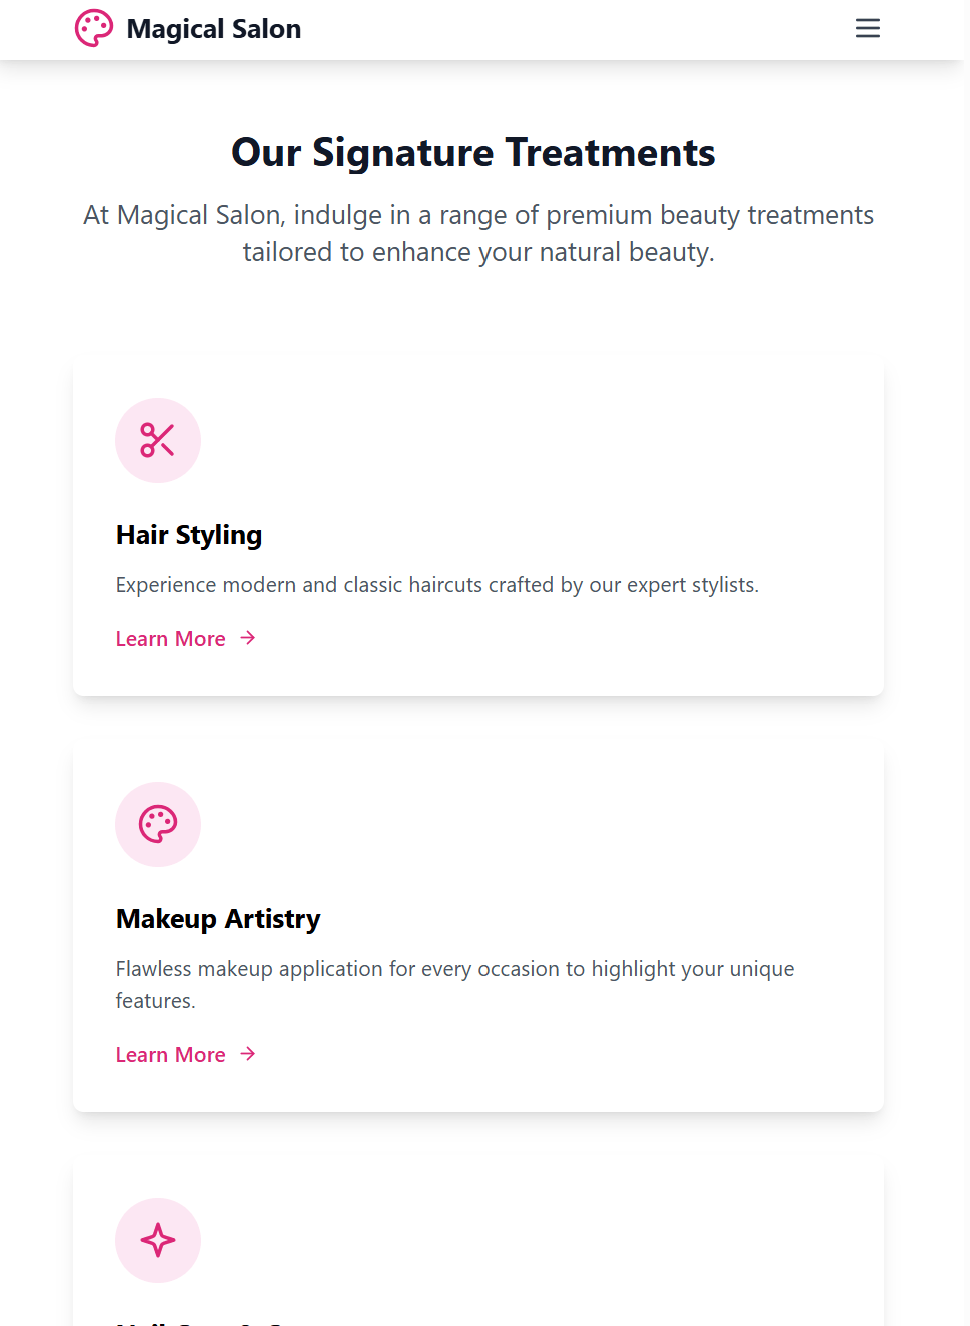 Magical Salon
Our Signature Treatments
At Magical Salon, indulge in a range of premium beauty treatments
tailored to enhance your natural beauty.
Hair Styling
Experience modern and classic haircuts crafted by our expert stylists.
Learn More →
Makeup Artistry
Flawless makeup application for every occasion to highlight your unique
features.
Learn More →